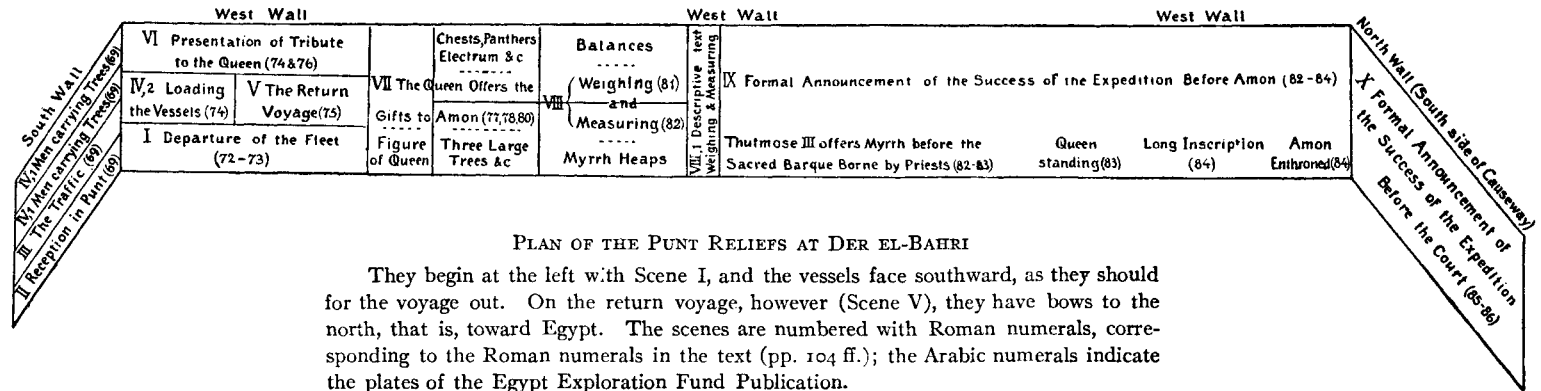 West Wall
West Wall
West Wall
South Wall
IV,1 Men carrying Trees (69)
IV,1 Men carrying Trees (69)
III The Traffic (69)
II Reception in Punt (69)
VI Presentation of Tribute
to the Queen (74&76)
IV,2 Loading
the Vessels (74)
V The Return
Voyage (75)
I Departure of the Fleet
(72-73)
Chests, Panthers
Electrum &c
VII The Queen Offers the
Gifts to Amon (77,78,80)
Figure
of Queen
Three Large
Trees &c
Balances
VIII
Weighing (81)
and
Measuring (82)
Myrrh Heaps
VIII,1 Descriptive text
Weighing & Measuring
IX Formal Announcement of the Success of the Expedition Before Amon (82-84)
Thutmose III offers Myrrh before the
Sacred Barque Borne by Priests (82-83)
Queen
standing (83)
Long Inscription
(84)
Amon
Enthroned (84)
North Wall (South side of Causeway)
X Formal Announcement of
the Success of the Expedition
Before the Court (85-86)
PLAN OF THE PUNT RELIEFS AT DER EL-BAHRI
They begin at the left with Scene I, and the vessels face southward, as they should
for the voyage out. On the return voyage, however (Scene V), they have bows to the
north, that is, toward Egypt. The scenes are numbered with Roman numerals, corre-
sponding to the Roman numerals in the text (pp. 104 ff.); the Arabic numerals indicate
the plates of the Egypt Exploration Fund Publication.